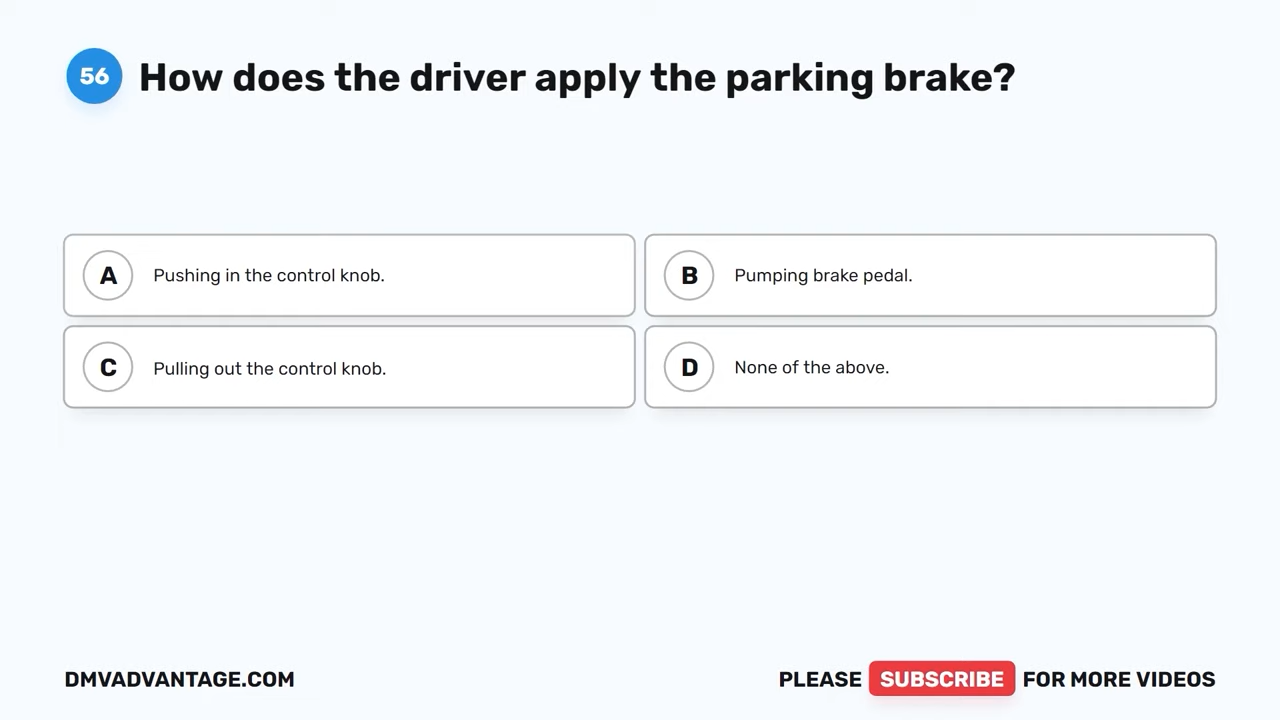 56 How does the driver apply the parking brake?
A Pushing in the control knob.
B Pumping brake pedal.
C Pulling out the control knob.
D None of the above.
DMVADVANTAGE.COM
PLEASE SUBSCRIBE FOR MORE VIDEOS